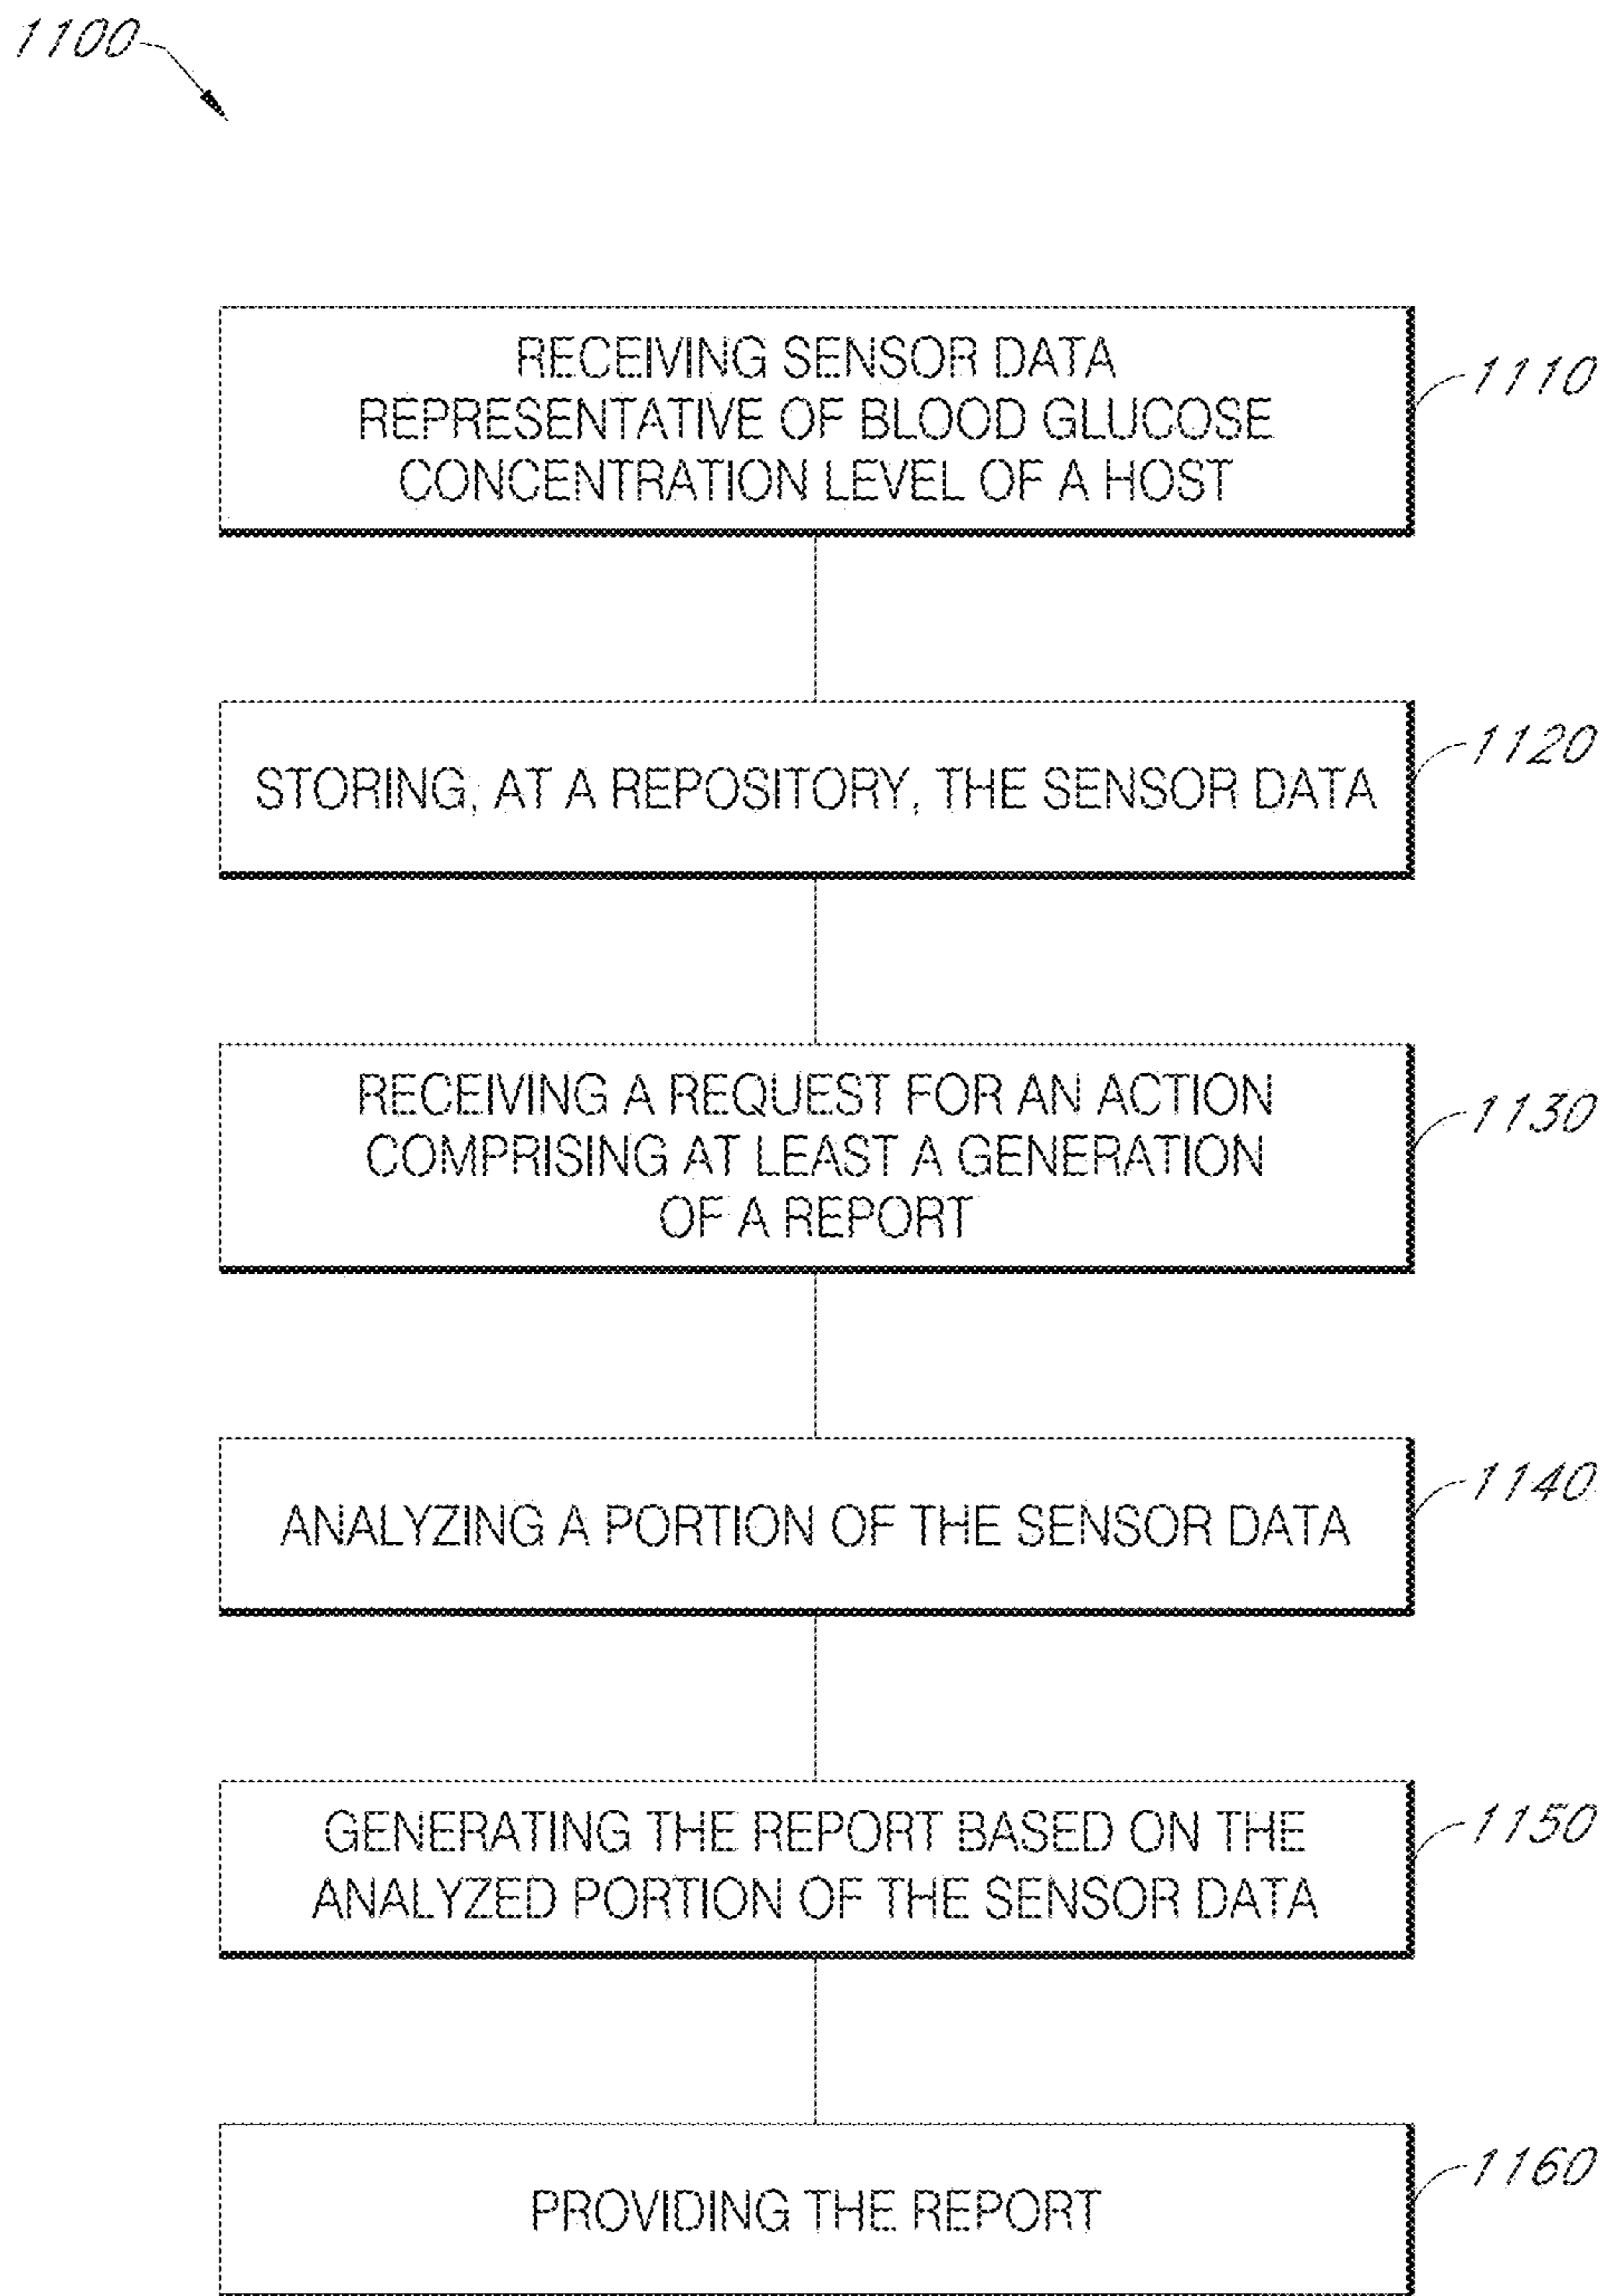 1100
RECEIVING SENSOR DATA
REPRESENTATIVE OF BLOOD GLUCOSE
CONCENTRATION LEVEL OF A HOST
1110
STORING, AT A REPOSITORY, THE SENSOR DATA
1120
RECEIVING A REQUEST FOR AN ACTION
COMPRISING AT LEAST A GENERATION
OF A REPORT
1130
ANALYZING A PORTION OF THE SENSOR DATA
1140
GENERATING THE REPORT BASED ON THE
ANALYZED PORTION OF THE SENSOR DATA
1150
PROVIDING THE REPORT
1160